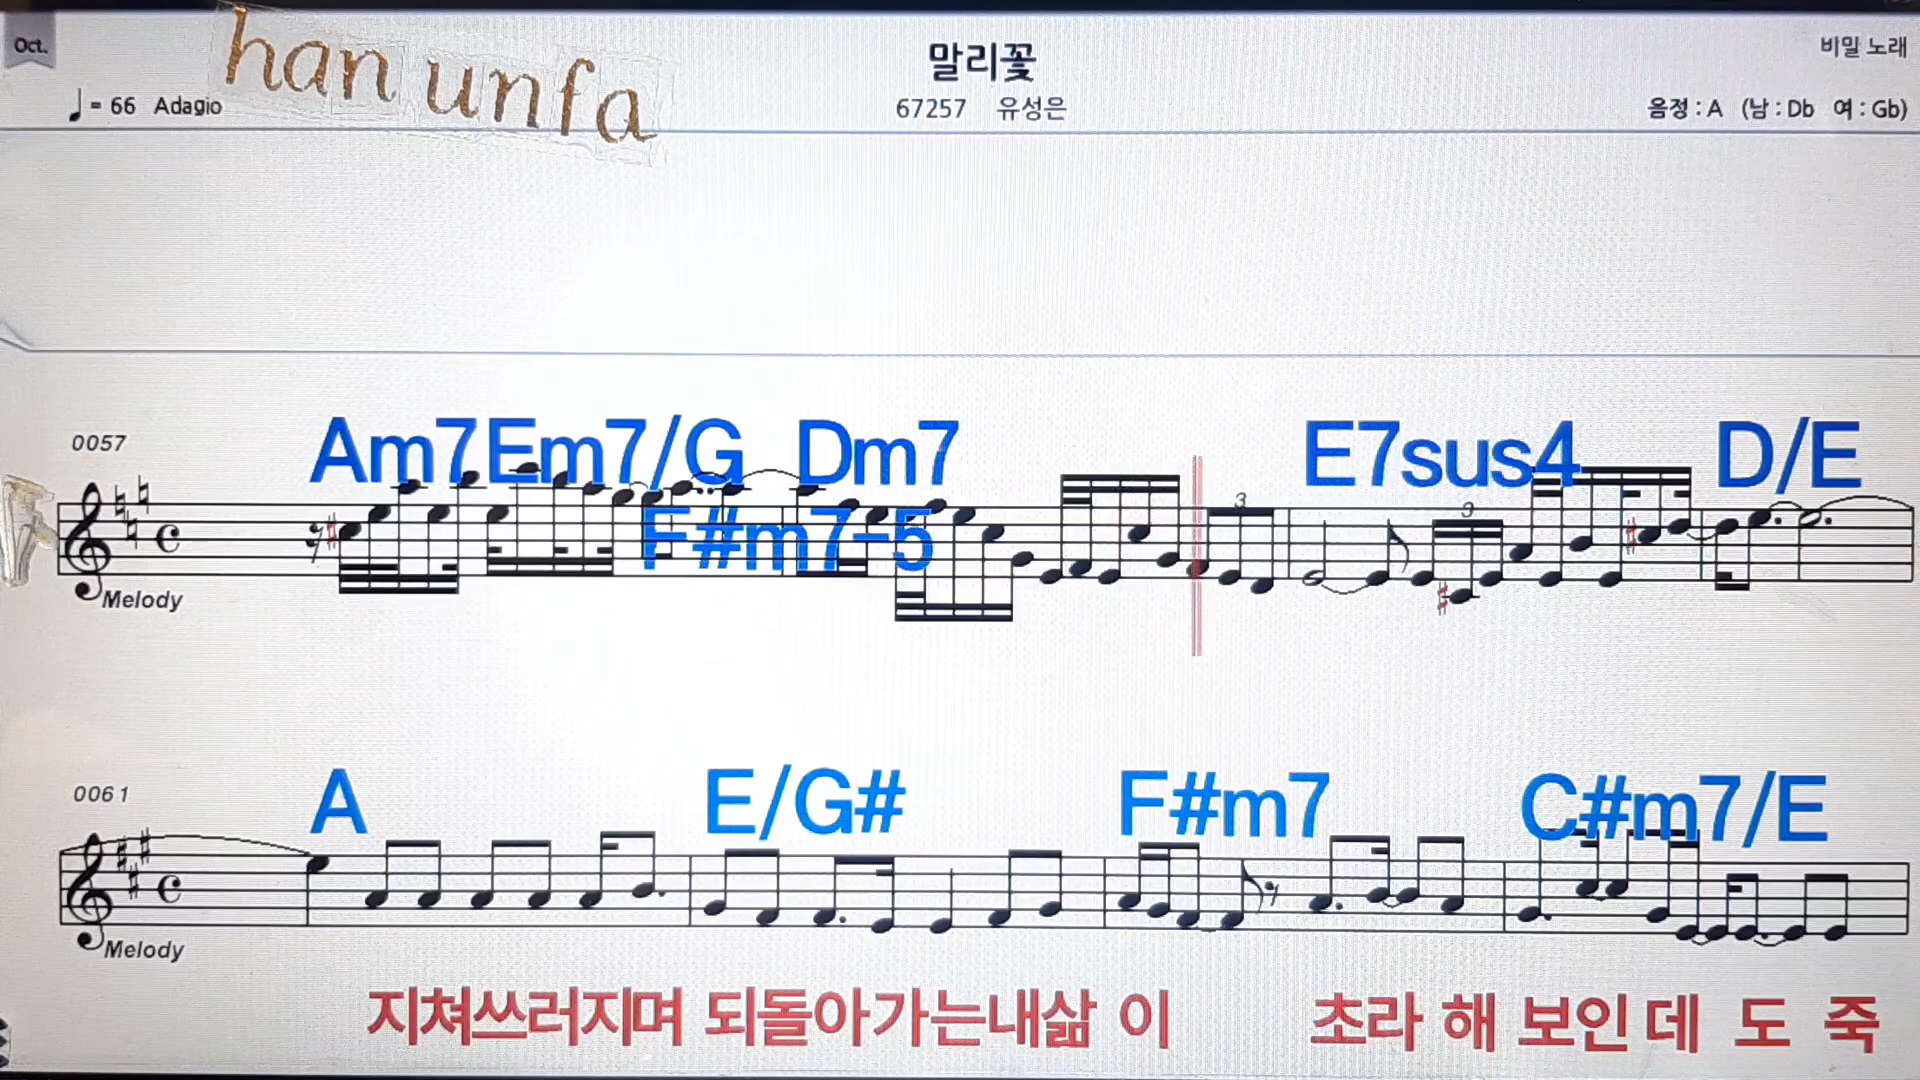 Oct.
han unfa
말리꽃
비밀 노래
♩= 66 Adagio
67257 유성은
음정 : A (남 : Db 여 : Gb)
0057
Am7 Em7/G Dm7 E7sus4 D/E
F#m7-5
3
3
Melody
0061
A E/G# F#m7 C#m7/E
Melody
지쳐쓰러지며 되돌아가는내삶 이 초라 해 보인 데 도 죽